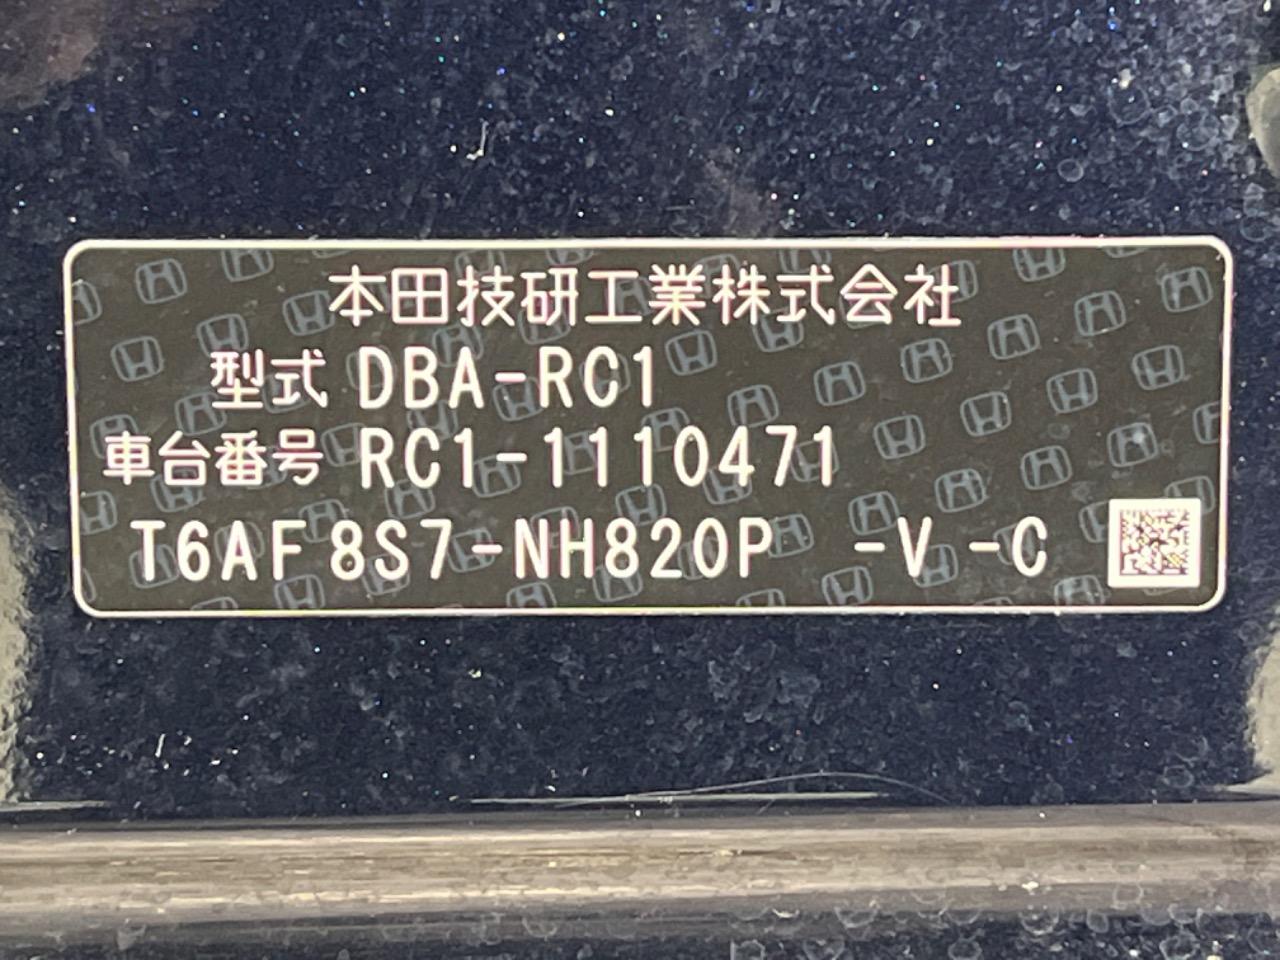 本田技研工業株式会社
型式 DBA-RC1
車台番号 RC1-1110471
T6AF8S7-NH820P -V -C